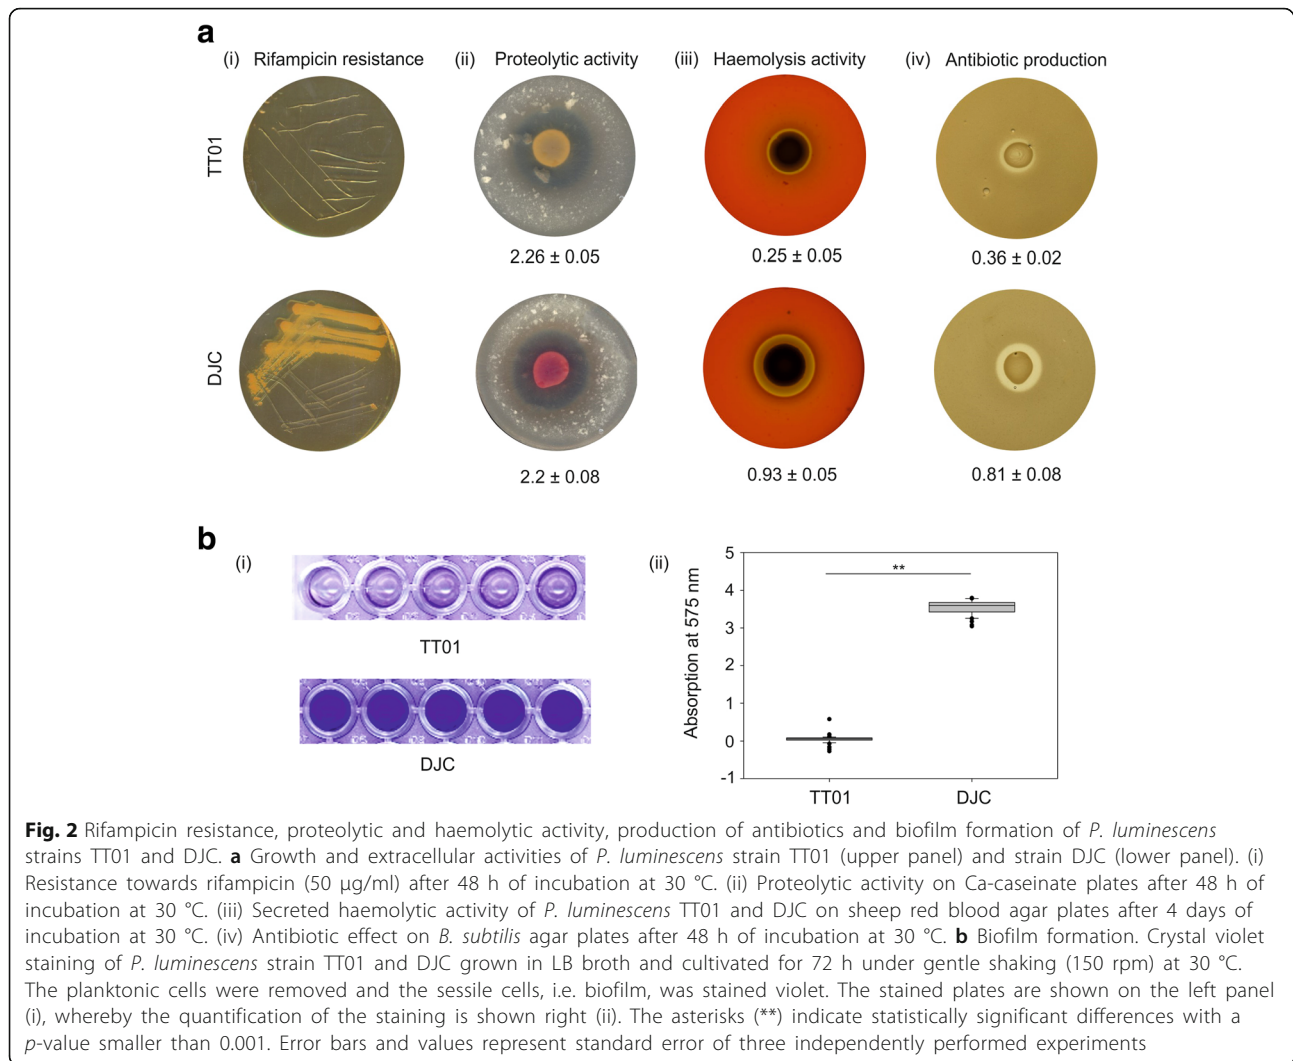 a
(i) Rifampicin resistance (ii) Proteolytic activity (iii) Haemolysis activity (iv) Antibiotic production
TT01
2.26 ± 0.05 0.25 ± 0.05 0.36 ± 0.02
DJC
2.2 ± 0.08 0.93 ± 0.05 0.81 ± 0.08
b
(i)
TT01
DJC
(ii)
Absorption at 575 nm
5
4
3
2
1
0
-1
**
TT01 DJC
Fig. 2 Rifampicin resistance, proteolytic and haemolytic activity, production of antibiotics and biofilm formation of P. luminescens
strains TT01 and DJC. a Growth and extracellular activities of P. luminescens strain TT01 (upper panel) and strain DJC (lower panel). (i)
Resistance towards rifampicin (50 μg/ml) after 48 h of incubation at 30 °C. (ii) Proteolytic activity on Ca-caseinate plates after 48 h of
incubation at 30 °C. (iii) Secreted haemolytic activity of P. luminescens TT01 and DJC on sheep red blood agar plates after 4 days of
incubation at 30 °C. (iv) Antibiotic effect on B. subtilis agar plates after 48 h of incubation at 30 °C. b Biofilm formation. Crystal violet
staining of P. luminescens strain TT01 and DJC grown in LB broth and cultivated for 72 h under gentle shaking (150 rpm) at 30 °C.
The planktonic cells were removed and the sessile cells, i.e. biofilm, was stained violet. The stained plates are shown on the left panel
(i), whereby the quantification of the staining is shown right (ii). The asterisks (**) indicate statistically significant differences with a
p-value smaller than 0.001. Error bars and values represent standard error of three independently performed experiments